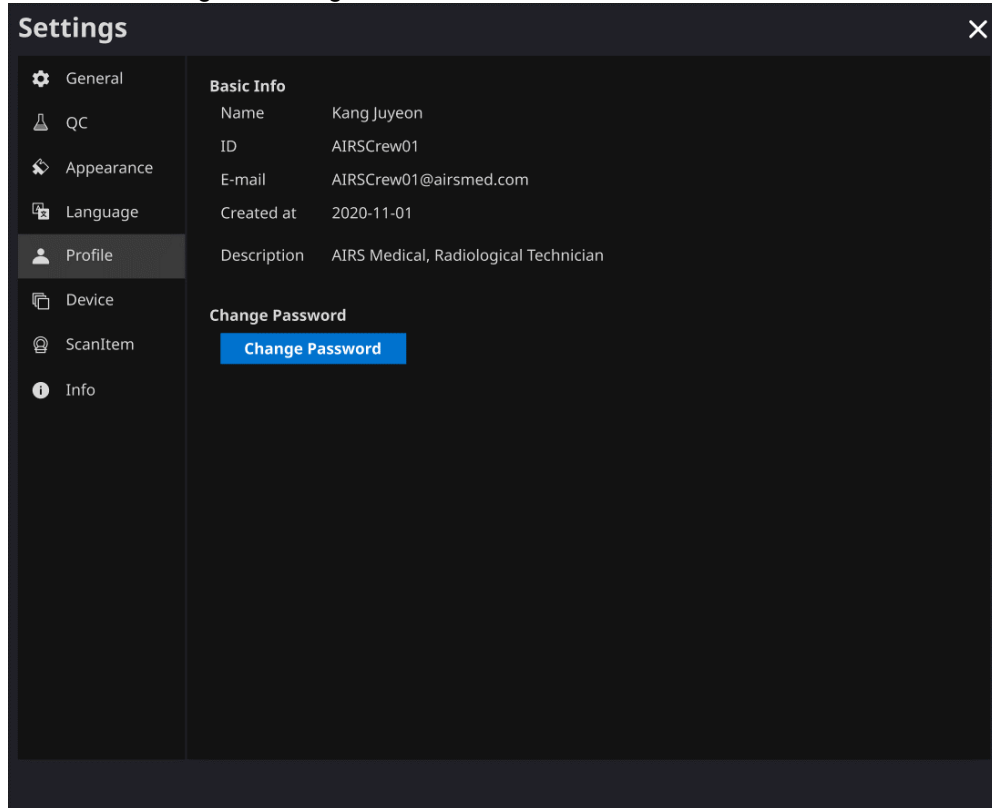 Settings
General
QC
Appearance
Language
Profile
Device
ScanItem
Info
Basic Info
Name Kang Juyeon
ID AIRSCrew01
E-mail AIRSCrew01@airsmed.com
Created at 2020-11-01
Description AIRS Medical, Radiological Technician
Change Password
Change Password